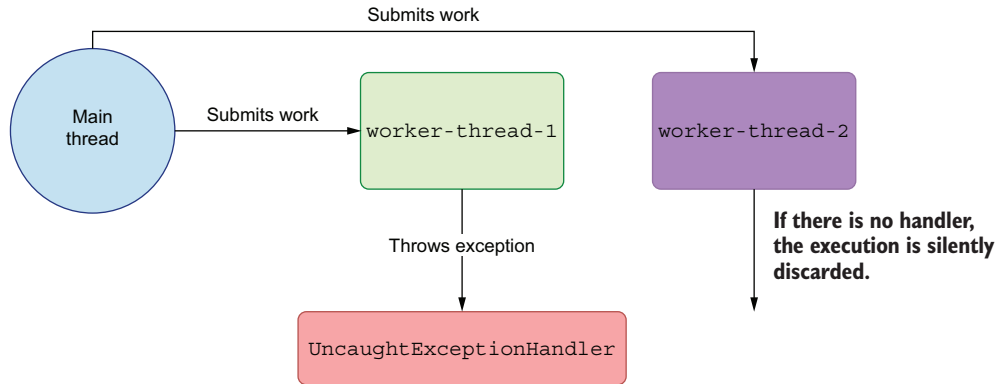 Submits work
Main
thread
Submits work
worker-thread-1
worker-thread-2
Throws exception
If there is no handler,
the execution is silently
discarded.
UncaughtExceptionHandler